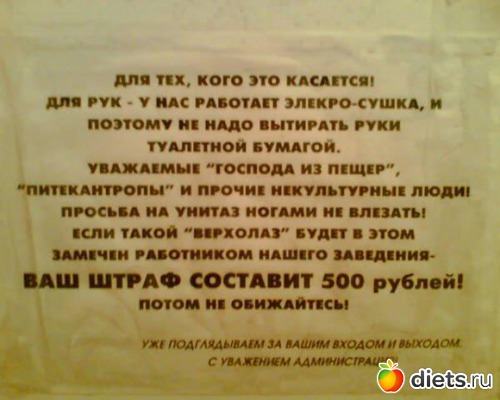 ДЛЯ ТЕХ, КОГО ЭТО КАСАЕТСЯ!
ДЛЯ РУК - У НАС РАБОТАЕТ ЭЛЕКРО-СУШКА, И
ПОЭТОМУ НЕ НАДО ВЫТИРАТЬ РУКИ
ТУАЛЕТНОЙ БУМАГОЙ.
УВАЖАЕМЫЕ "ГОСПОДА ИЗ ПЕЩЕР",
"ПИТЕКАНТРОПЫ" И ПРОЧИЕ НЕКУЛЬТУРНЫЕ ЛЮДИ!
ПРОСЬБА НА УНИТАЗ НОГАМИ НЕ ВЛЕЗАТЬ!
ЕСЛИ ТАКОЙ "ВЕРХОЛАЗ" БУДЕТ В ЭТОМ
ЗАМЕЧЕН РАБОТНИКОМ НАШЕГО ЗАВЕДЕНИЯ-
ВАШ ШТРАФ СОСТАВИТ 500 рублей!
ПОТОМ НЕ ОБИЖАЙТЕСЬ!
УЖЕ ПОДГЛЯДЫВАЕМ ЗА ВАШИМ ВХОДОМ И ВЫХОДОМ.
С УВАЖЕНИЕМ АДМИНИСТРАЦИЯ.
diets.ru